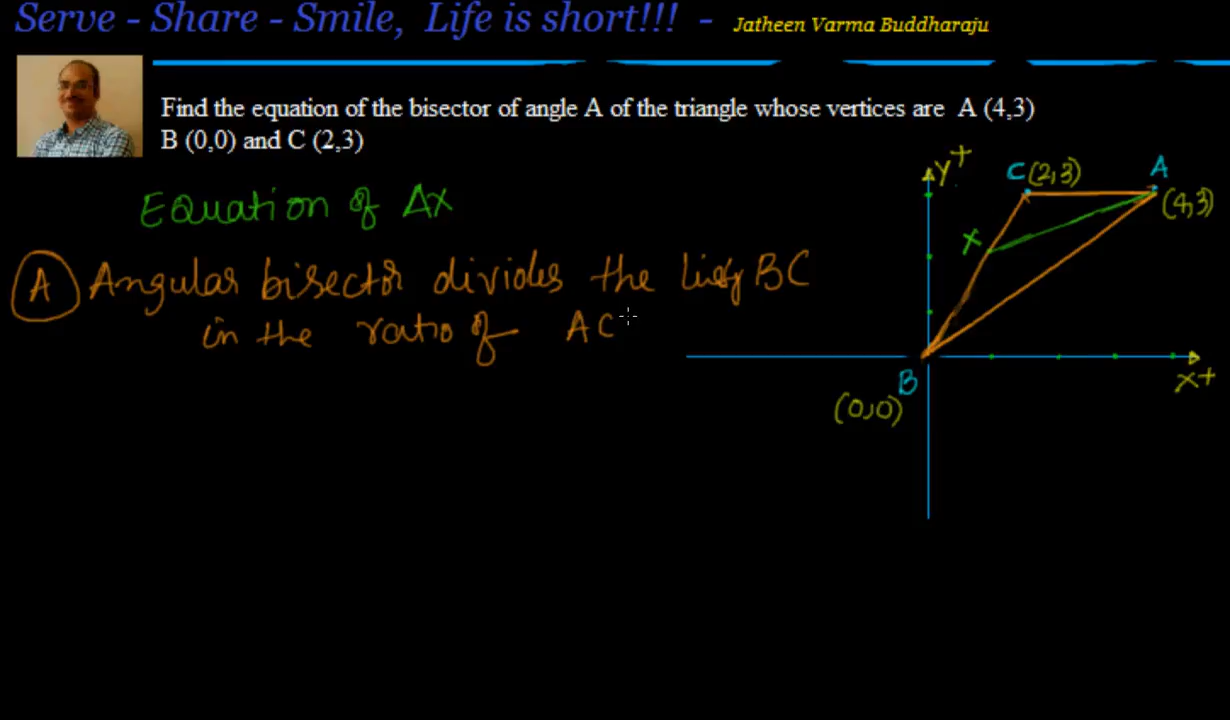 Serve - Share - Smile, Life is short!!! - Jatheen Varma Buddharaju
Find the equation of the bisector of angle A of the triangle whose vertices are A (4,3)
B (0,0) and C (2,3)
Equation of AX
A Angular bisector divides the BC
in the ratio of AC
Y+
C (2,3)
A
(4,3)
X
B
(0,0)
X+